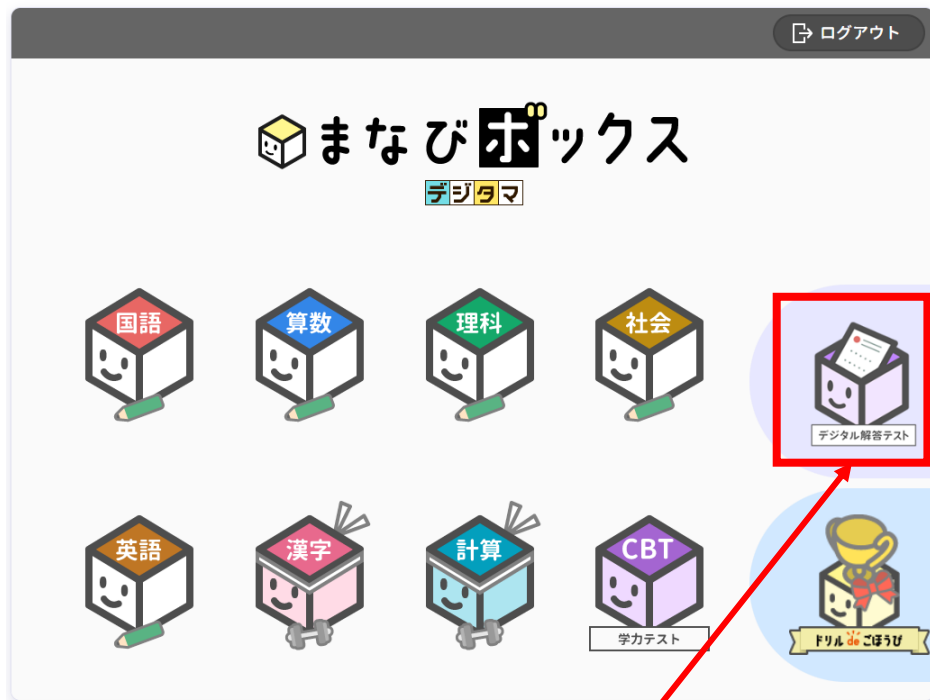 ログアウト
まなびボックス
デジタマ
国語
算数
理科
社会
デジタル解答テスト
英語
漢字
計算
CBT
学力テスト
ドリルdeごほうび